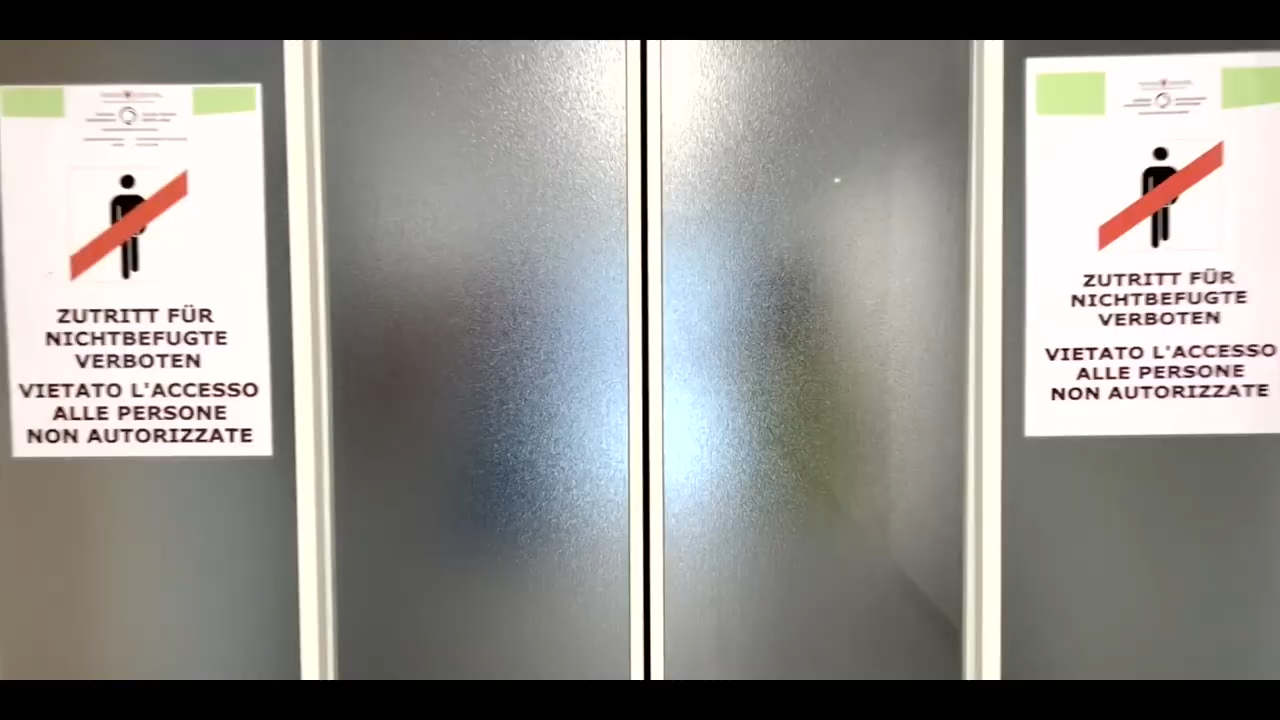 ZUTRITT FÜR
NICHTBEFUGTE
VERBOTEN
VIETATO L'ACCESSO
ALLE PERSONE
NON AUTORIZZATE
ZUTRITT FÜR
NICHTBEFUGTE
VERBOTEN
VIETATO L'ACCESSO
ALLE PERSONE
NON AUTORIZZATE